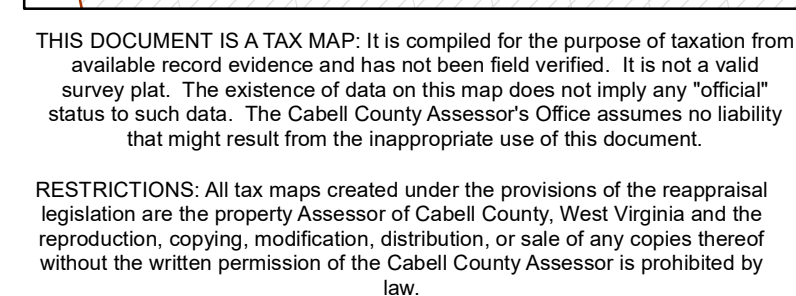 THIS DOCUMENT IS A TAX MAP: It is compiled for the purpose of taxation from
available record evidence and has not been field verified.  It is not a valid
survey plat.  The existence of data on this map does not imply any "official"
status to such data.  The Cabell County Assessor's Office assumes no liability
that might result from the inappropriate use of this document.
RESTRICTIONS: All tax maps created under the provisions of the reappraisal
legislation are the property Assessor of Cabell County, West Virginia and the
reproduction, copying, modification, distribution, or sale of any copies thereof
without the written permission of the Cabell County Assessor is prohibited by
law.